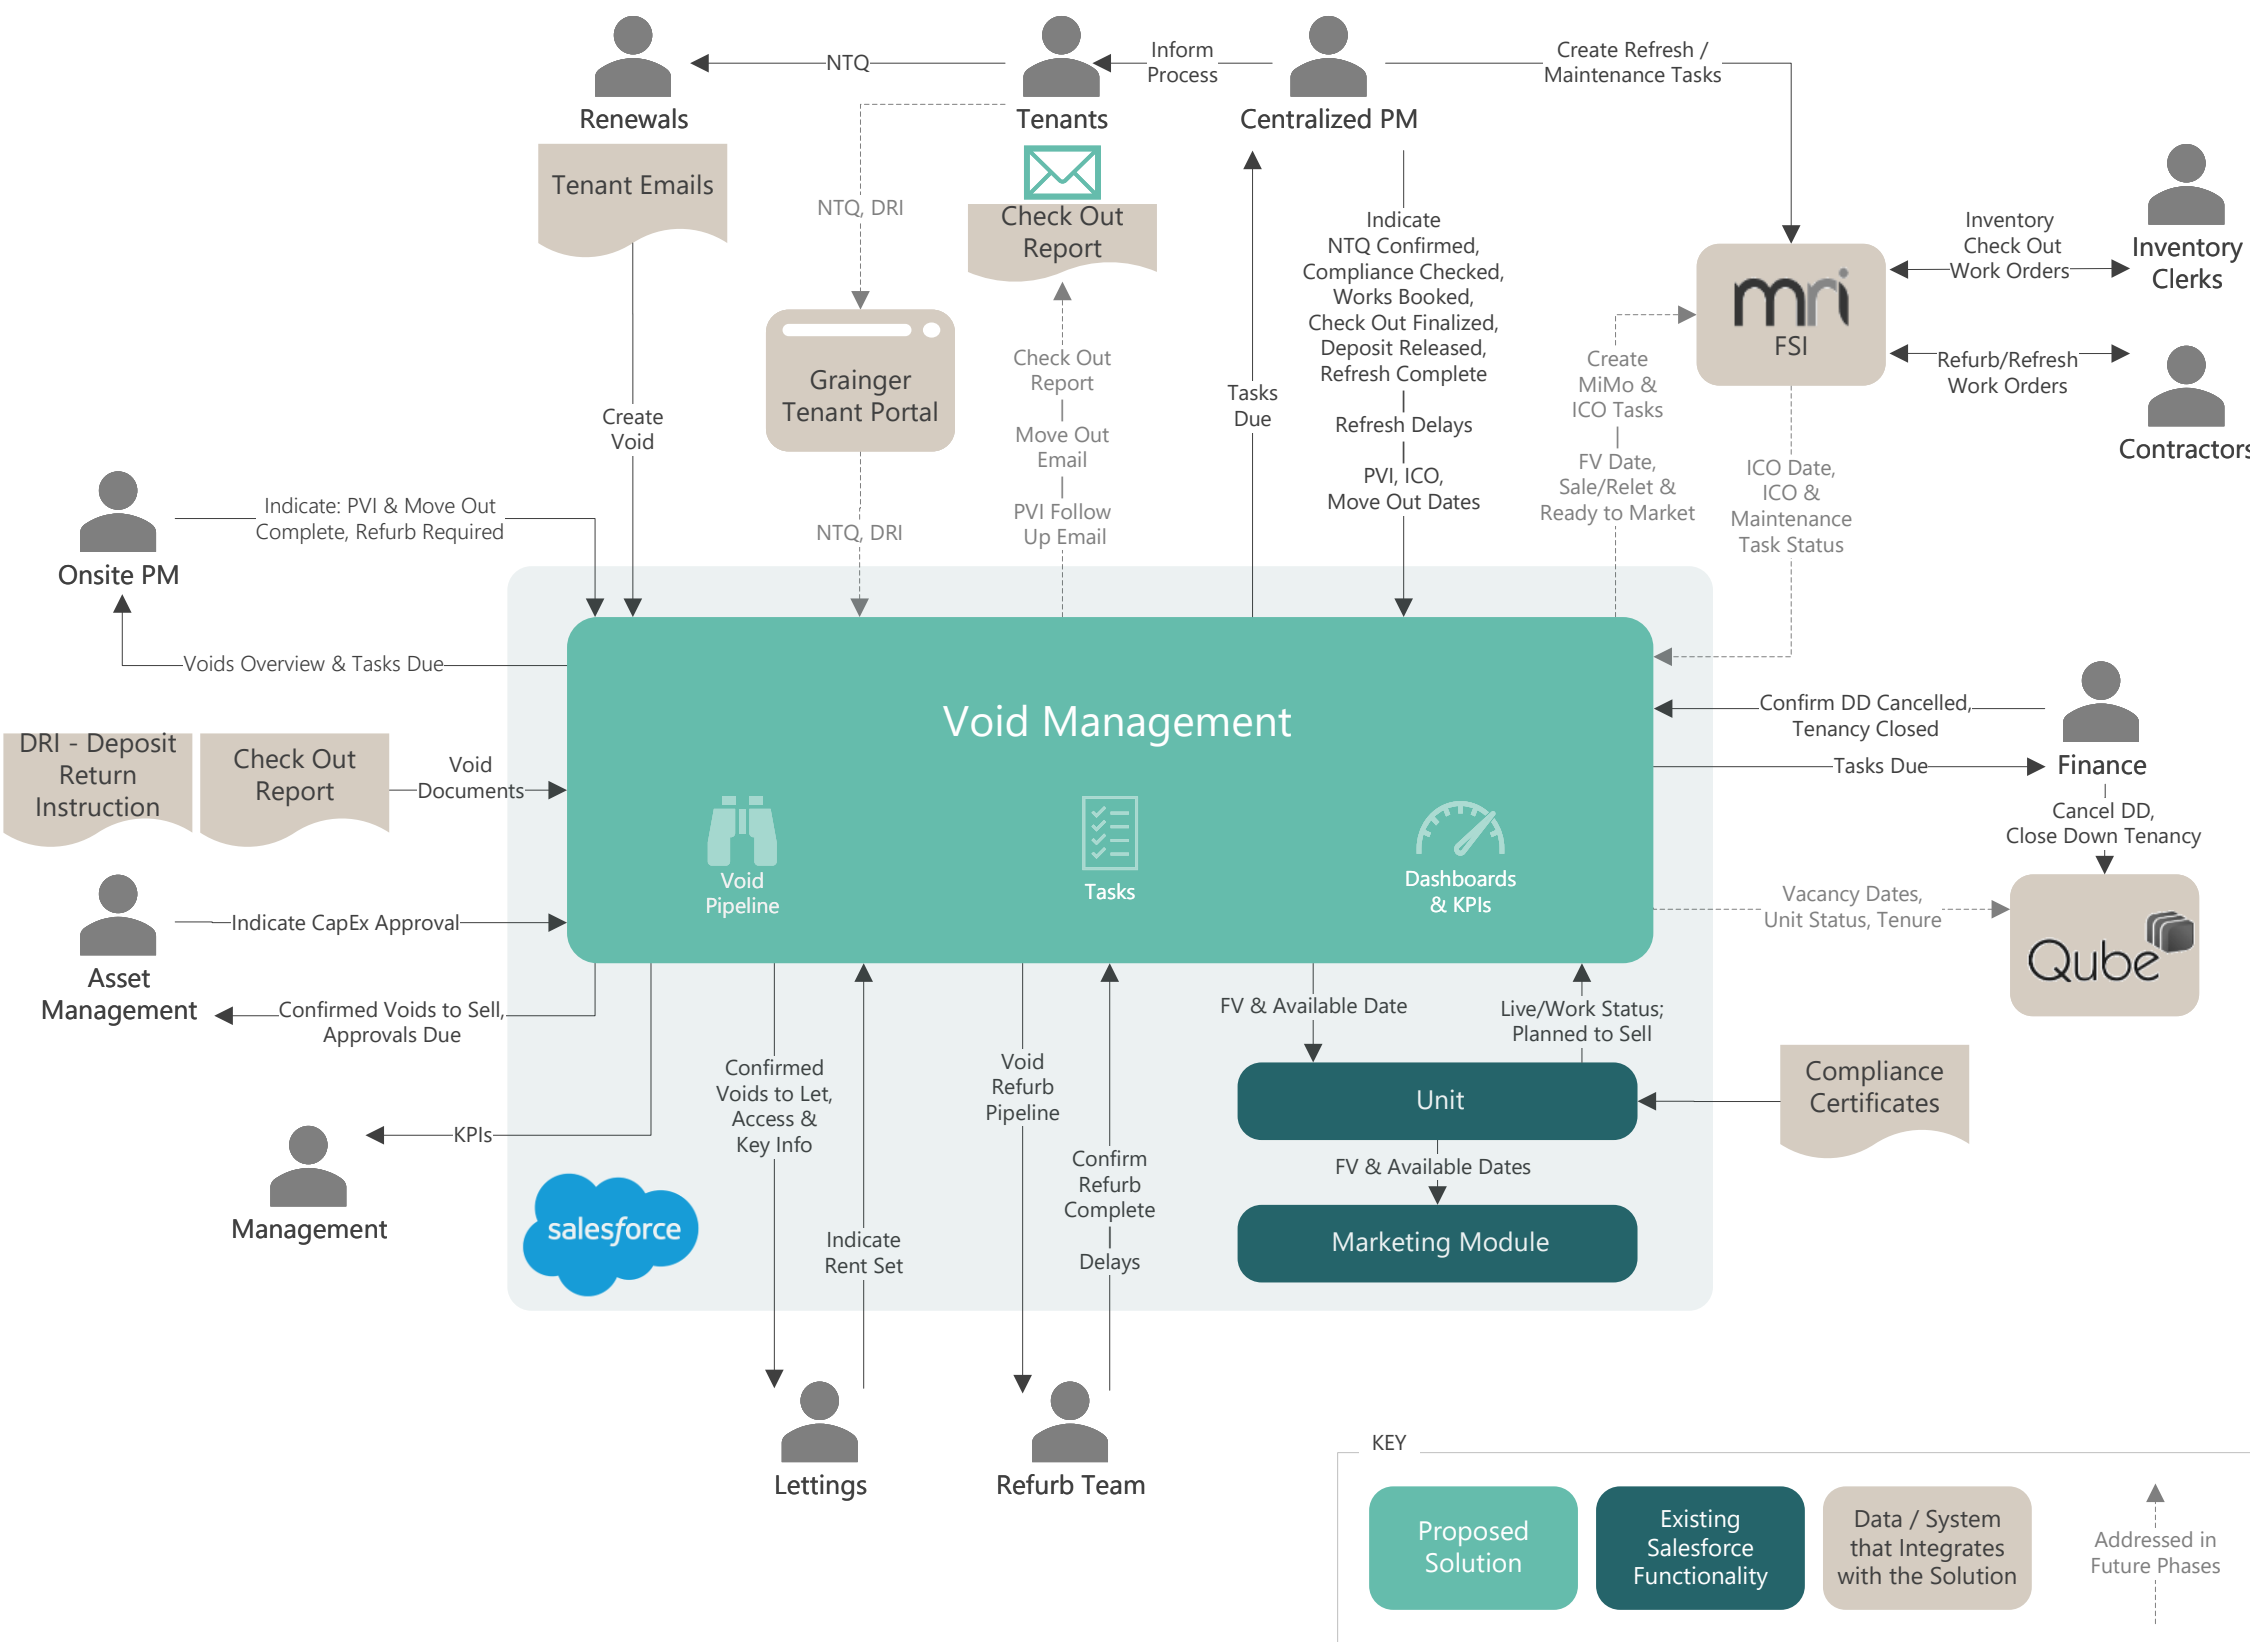 NTQ
Inform
Process
Create Refresh /
Maintenance Tasks
Renewals
Tenants
Centralized PM
Tenant Emails
NTQ, DRI
Check Out
Report
Indicate
NTQ Confirmed,
Compliance Checked,
Works Booked,
Check Out Finalized,
Deposit Released,
Refresh Complete
Refresh Delays
PVI, ICO,
Move Out Dates
mri
FSI
Inventory
Check Out
Work Orders
Inventory
Clerks
Refurb/Refresh
Work Orders
Contractors
Grainger
Tenant Portal
Check Out
Report
Move Out
Email
PVI Follow
Up Email
Tasks
Due
Create
MiMo &
ICO Tasks
FV Date,
Sale/Relet &
Ready to Market
ICO Date,
ICO &
Maintenance
Task Status
Create
Void
NTQ, DRI
Indicate: PVI & Move Out
Complete, Refurb Required
Onsite PM
Voids Overview & Tasks Due
Void Management
Confirm DD Cancelled,
Tenancy Closed
Tasks Due
Finance
DRI - Deposit
Return
Instruction
Check Out
Report
Void
Documents
Cancel DD,
Close Down Tenancy
Void
Pipeline
Tasks
Dashboards
& KPIs
Vacancy Dates,
Unit Status, Tenure
Qube
Indicate CapEx Approval
Asset
Management
Confirmed Voids to Sell,
Approvals Due
FV & Available Date
Live/Work Status;
Planned to Sell
Confirmed
Voids to Let,
Access &
Key Info
Void
Refurb
Pipeline
Unit
Compliance
Certificates
KPIs
Management
FV & Available Dates
Confirm
Refurb
Complete
Delays
salesforce
Indicate
Rent Set
Marketing Module
Lettings
Refurb Team
KEY
Proposed
Solution
Existing
Salesforce
Functionality
Data / System
that Integrates
with the Solution
Addressed in
Future Phases